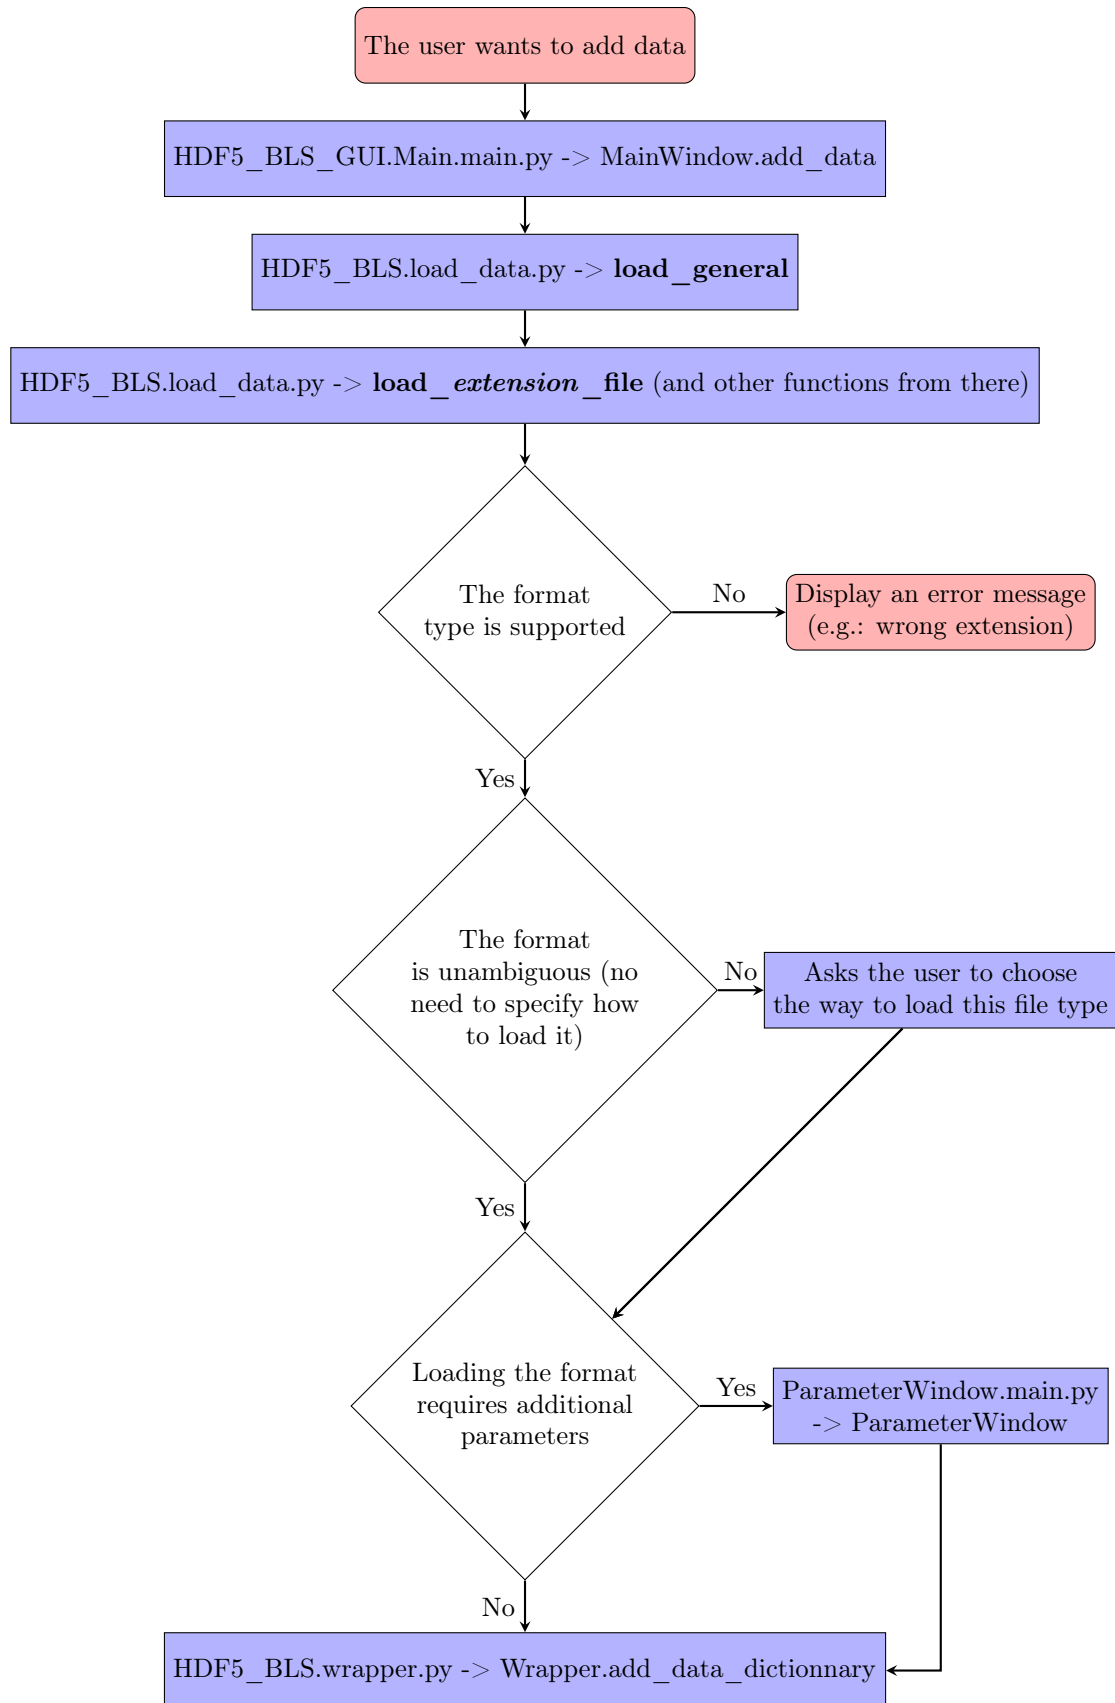 The user wants to add data
HDF5_BLS_GUI.Main.main.py -> MainWindow.add_data
HDF5_BLS.load_data.py -> load_general
HDF5_BLS.load_data.py -> load_extension_file (and other functions from there)
The format
type is supported
No
Display an error message
(e.g.: wrong extension)
Yes
The format
is unambiguous (no
need to specify how
to load it)
No
Asks the user to choose
the way to load this file type
Yes
Loading the format
requires additional
parameters
Yes
ParameterWindow.main.py
-> ParameterWindow
No
HDF5_BLS.wrapper.py -> Wrapper.add_data_dictionnary